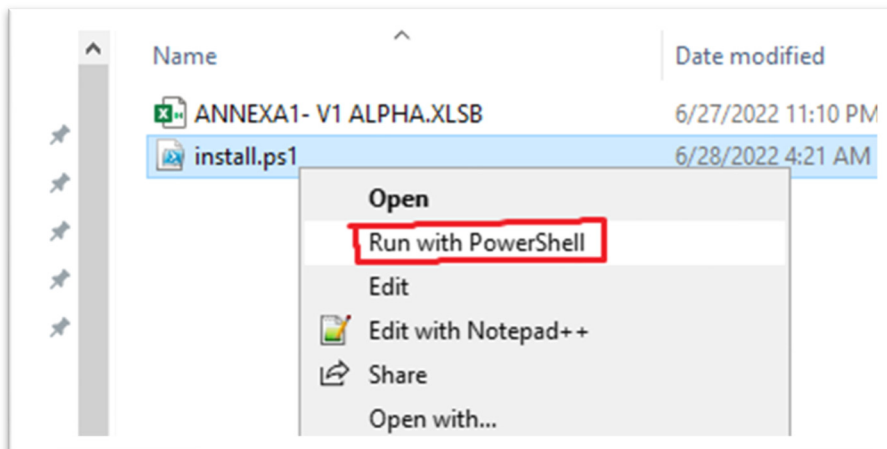 Name Date modified
ANNEXA1- V1 ALPHA.XLSB 6/27/2022 11:10 PM
install.ps1 6/28/2022 4:21 AM
Open
Run with PowerShell
Edit
Edit with Notepad++
Share
Open with...